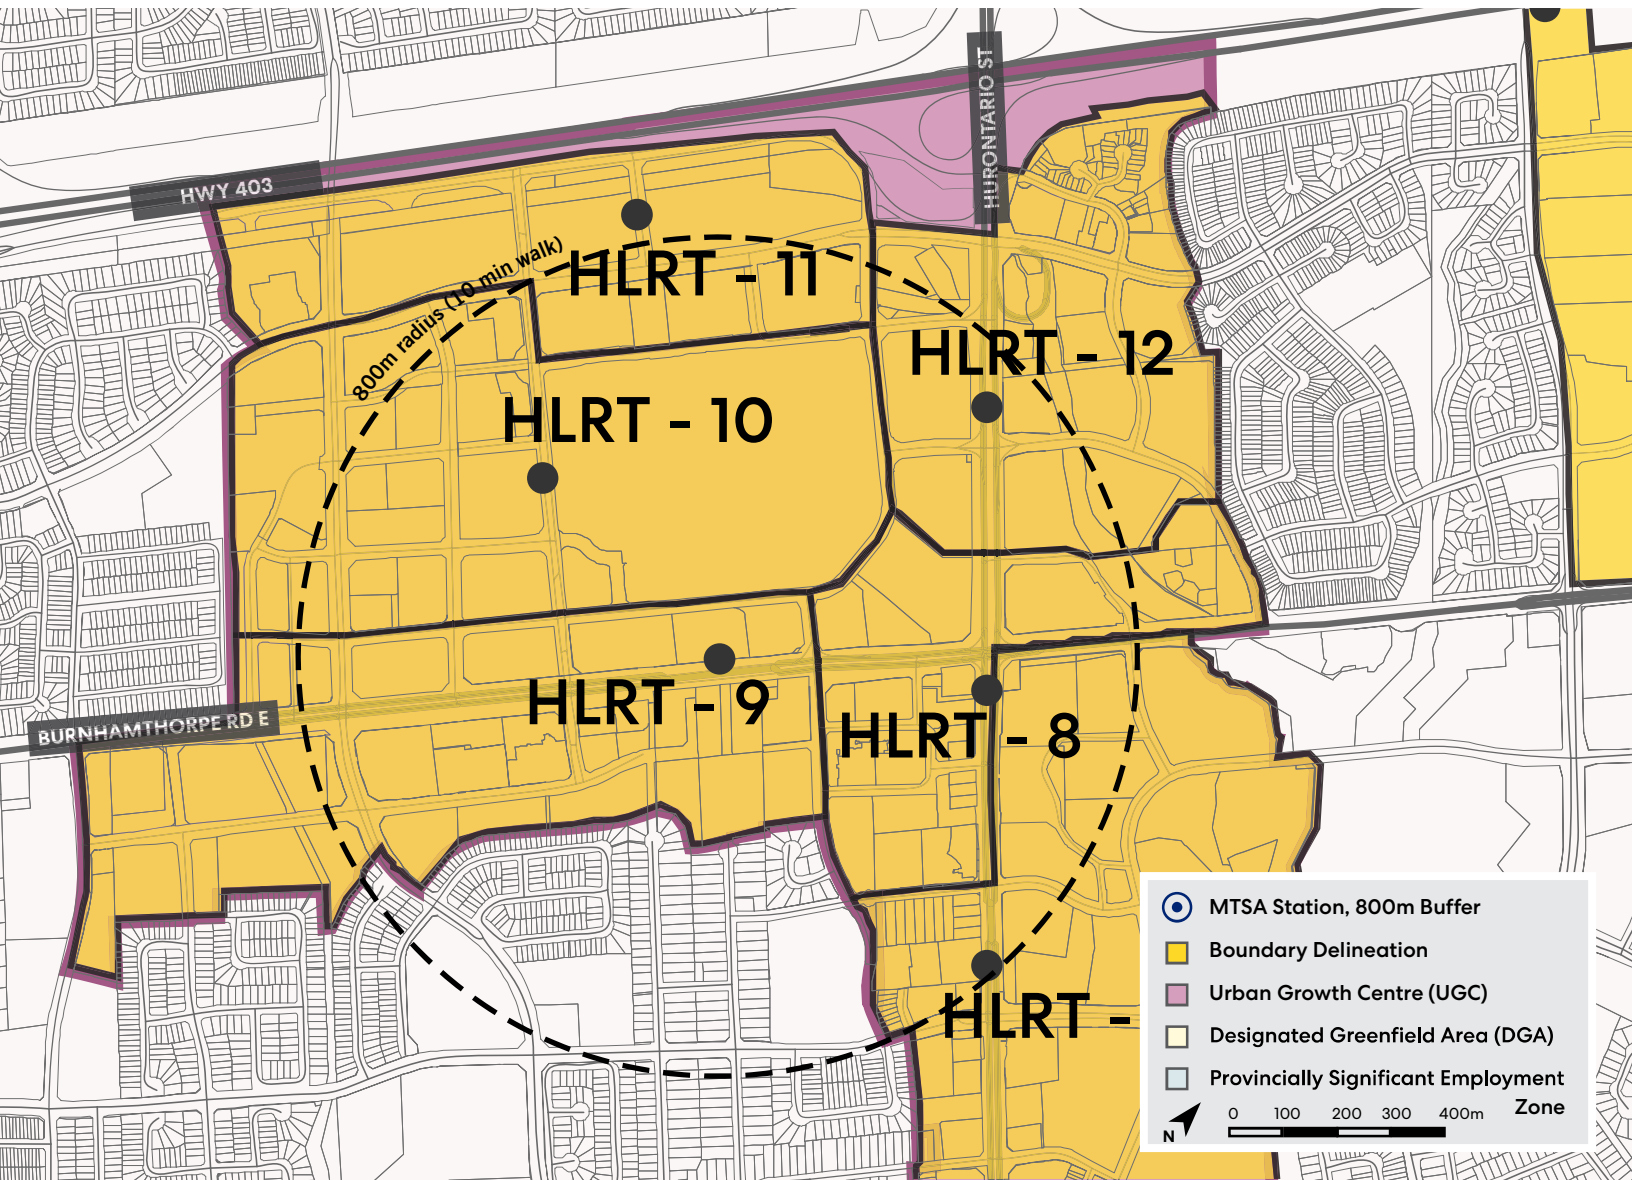 HURONTARIO ST
HWY 403
800m radius (10 min walk)
HLRT - 11
HLRT - 12
HLRT - 10
HLRT - 9
BURNHAMTHORPE RD E
HLRT - 8
HLRT -
MTSA Station, 800m Buffer
Boundary Delineation
Urban Growth Centre (UGC)
Designated Greenfield Area (DGA)
Provincially Significant Employment
Zone
N
0 100 200 300 400m